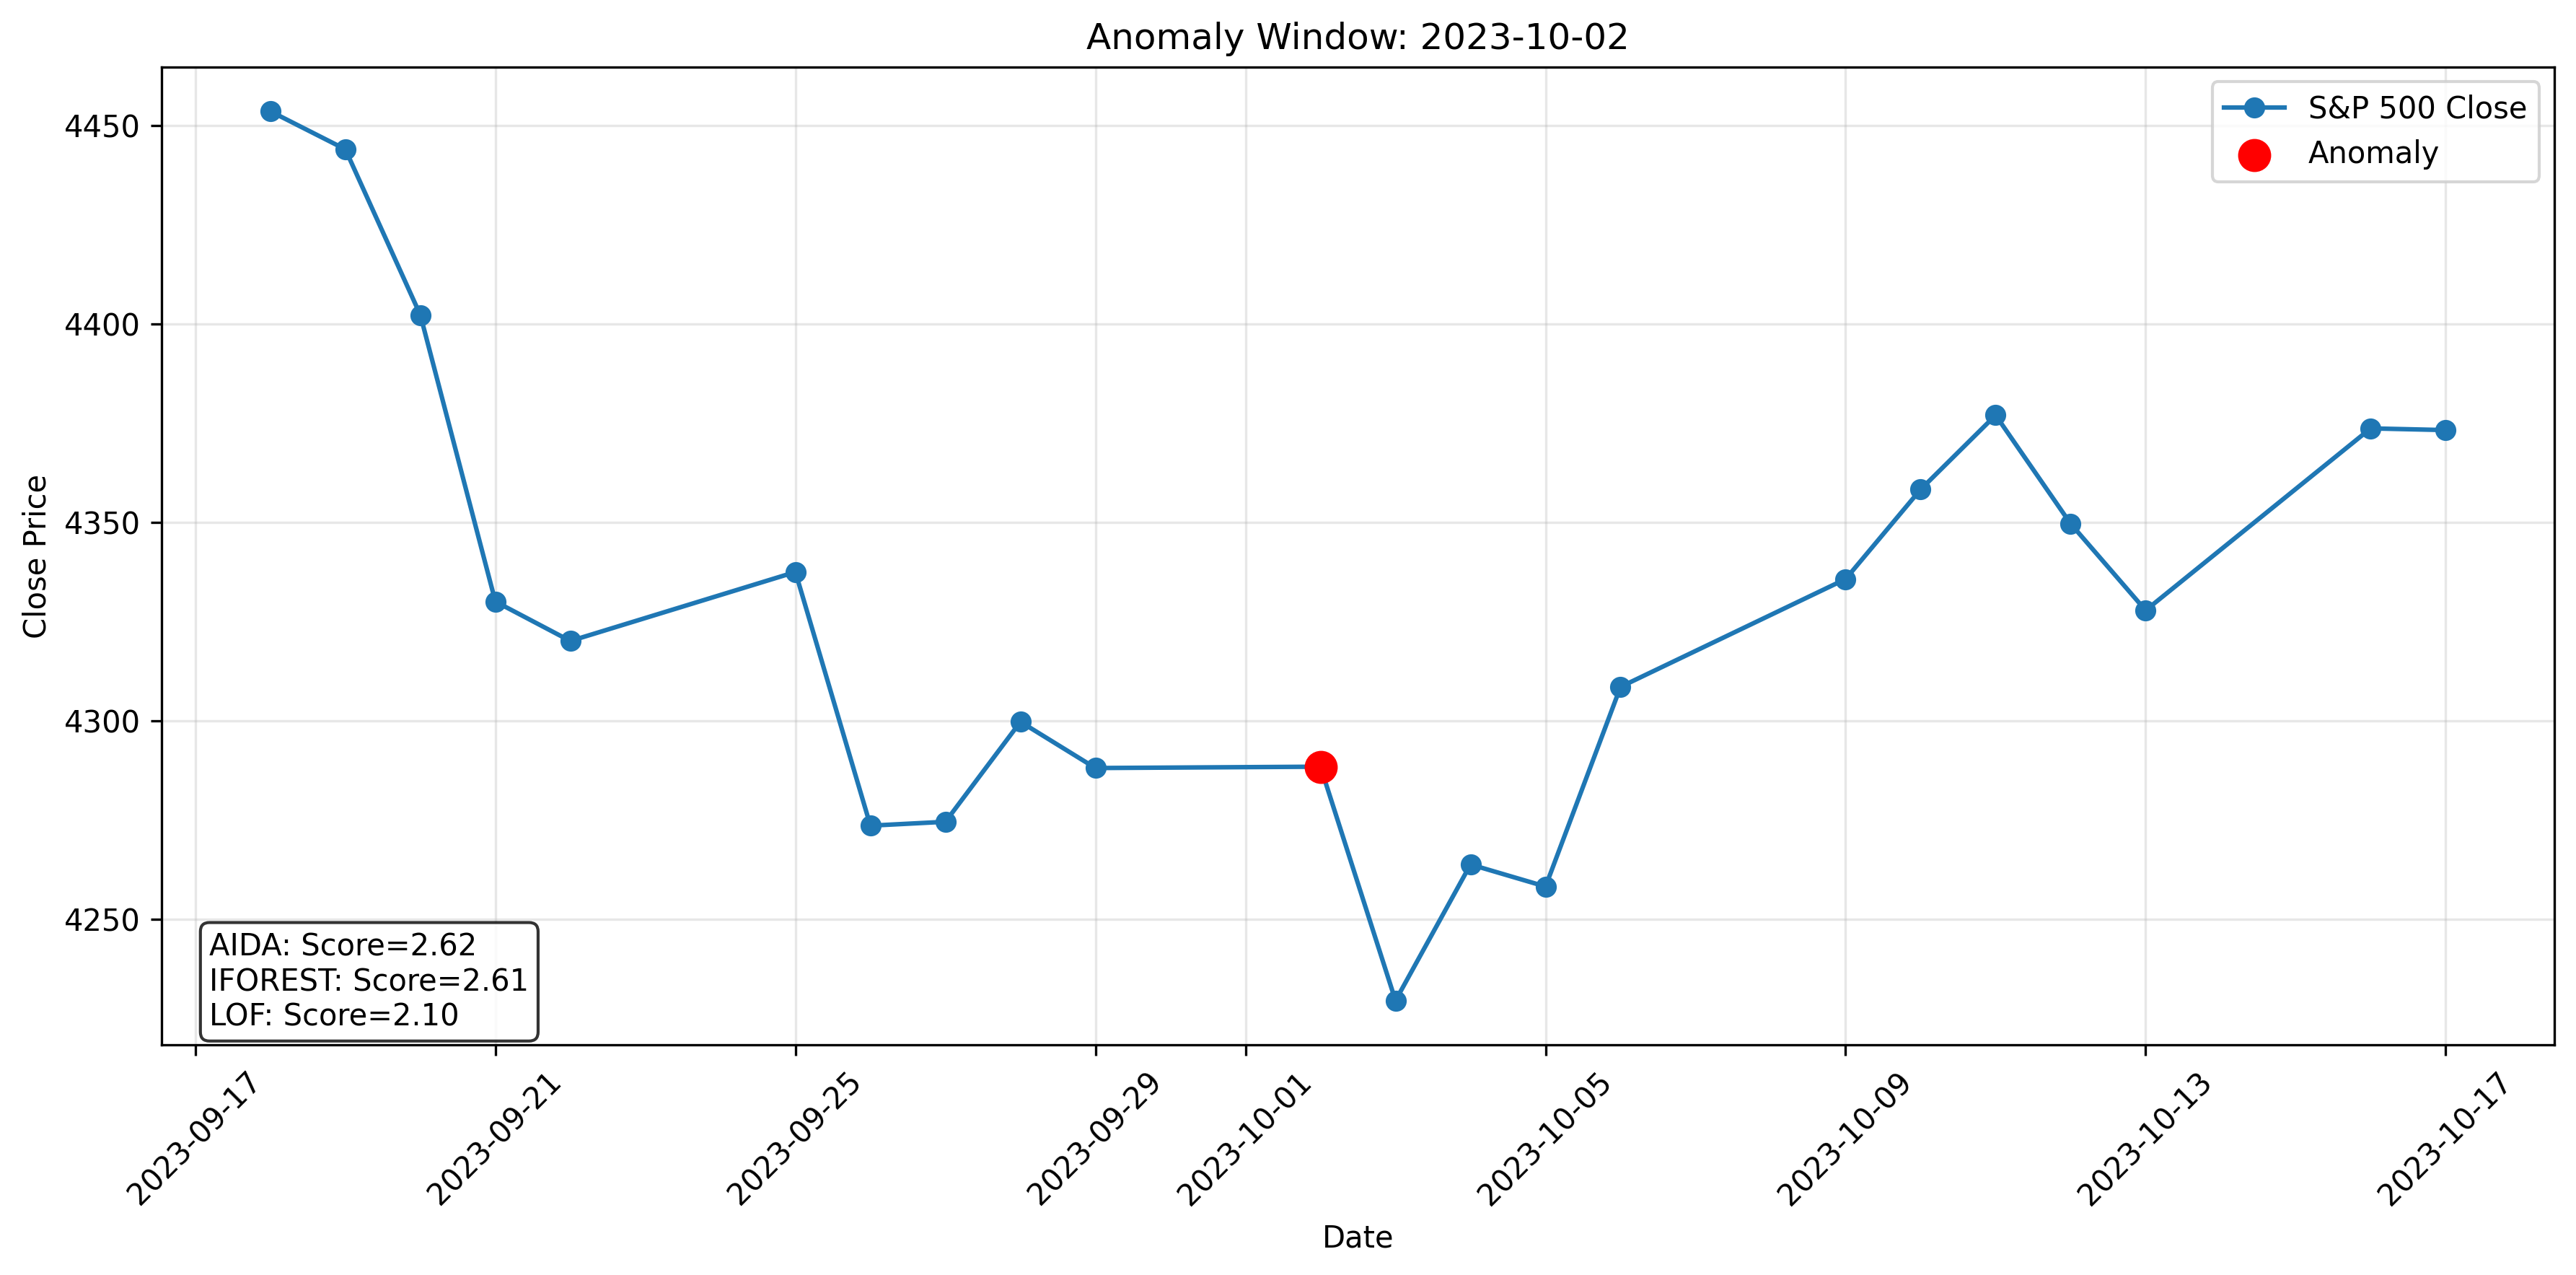 Anomaly Window: 2023-10-02
S&P 500 Close
Anomaly
Close Price
4450
4400
4350
4300
4250
AIDA: Score=2.62
IFOREST: Score=2.61
LOF: Score=2.10
2023-09-17
2023-09-21
2023-09-25
2023-09-29
2023-10-01
2023-10-05
2023-10-09
2023-10-13
2023-10-17
Date